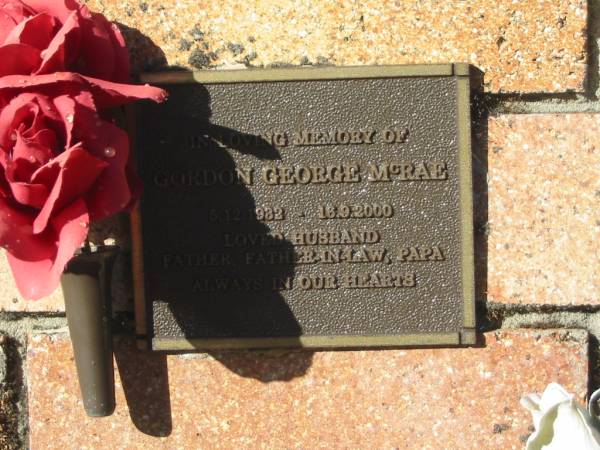 IN LOVING MEMORY OF
GORDON GEORGE McRAE
5.12.1932 - 16.9.2000
LOVED HUSBAND
FATHER, FATHER-IN-LAW, PAPA
ALWAYS IN OUR HEARTS